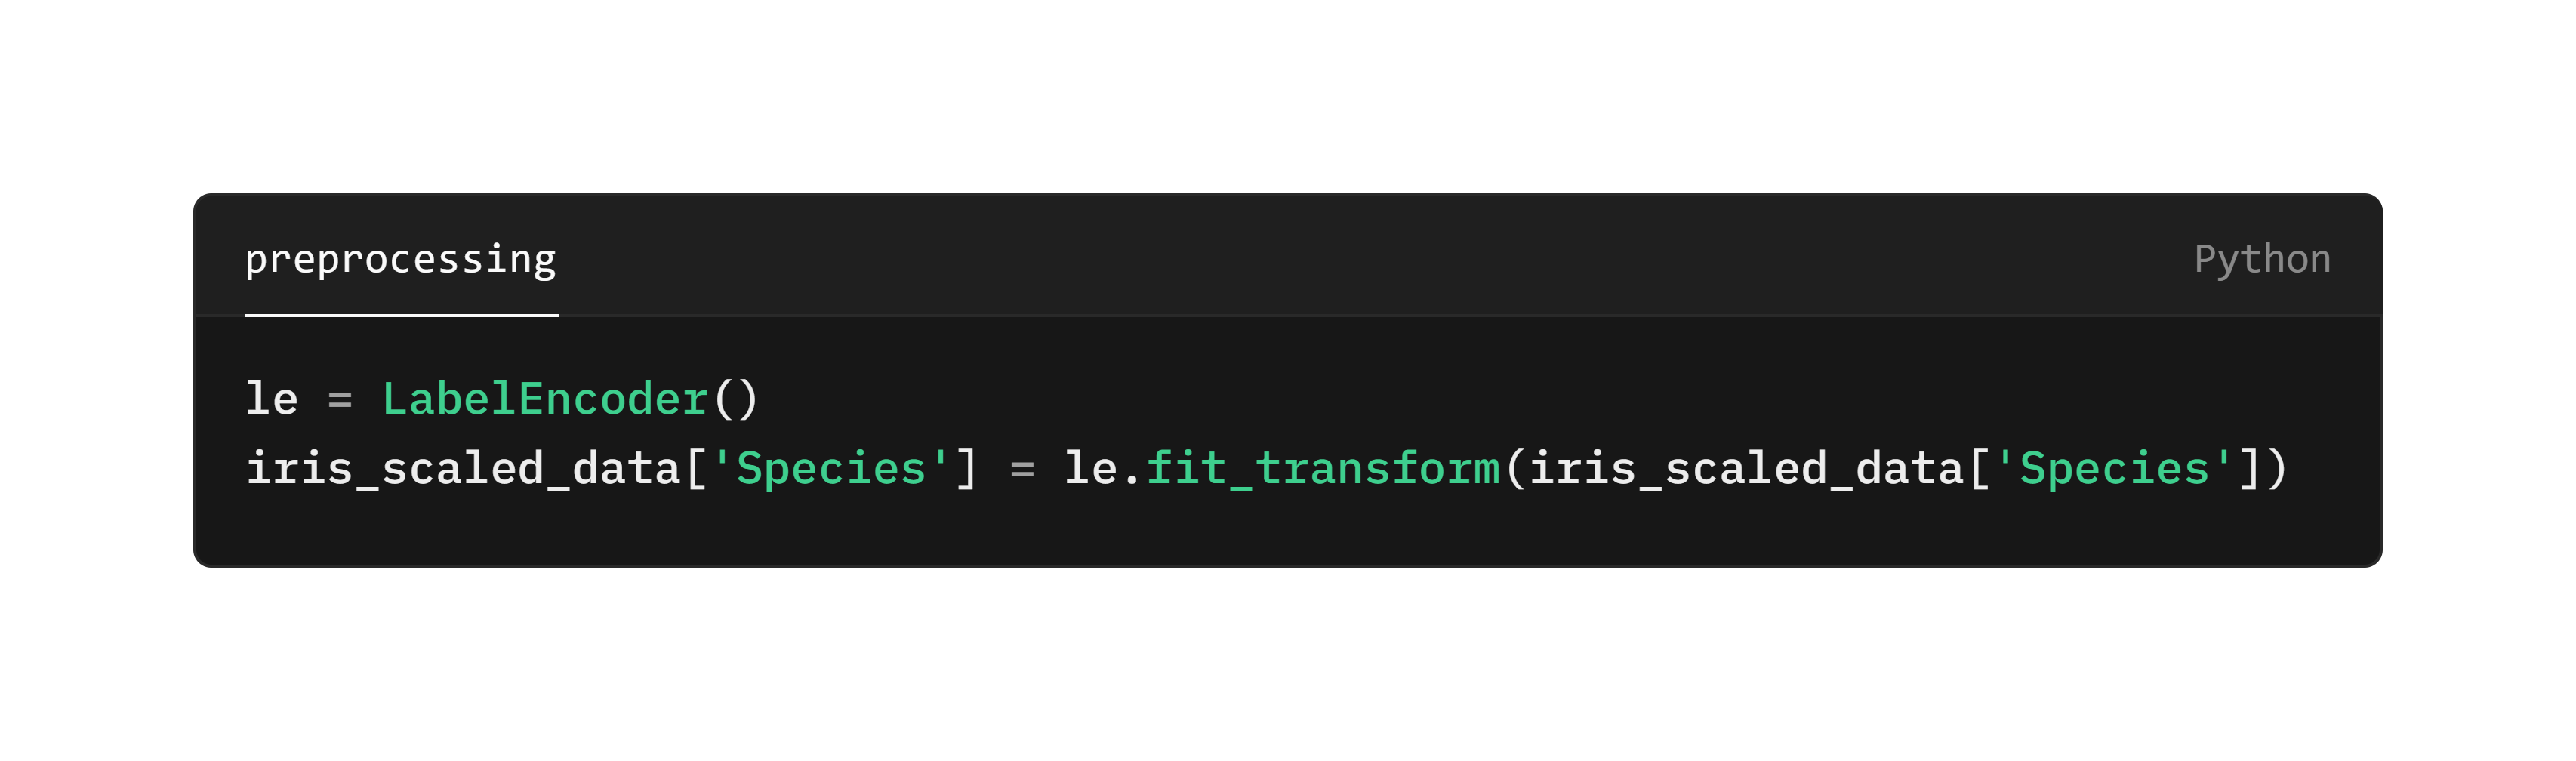 preprocessing
Python
le = LabelEncoder()
iris_scaled_data['Species'] = le.fit_transform(iris_scaled_data['Species'])